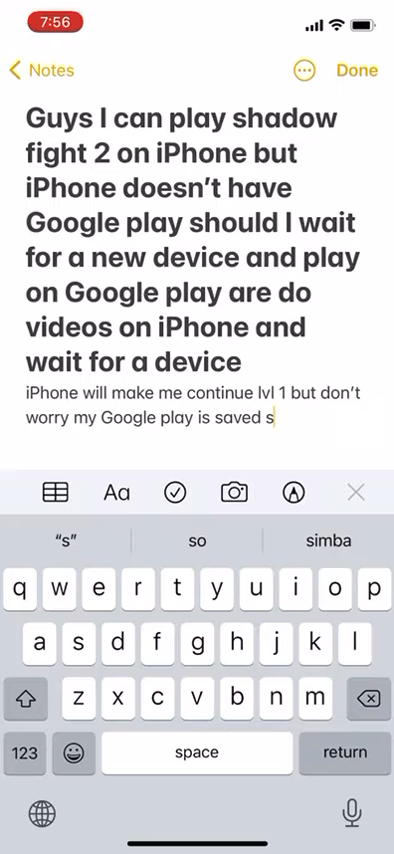 7:56
Notes
Done
Guys I can play shadow
fight 2 on iPhone but
iPhone doesn’t have
Google play should I wait
for a new device and play
on Google play are do
videos on iPhone and
wait for a device
iPhone will make me continue lvl 1 but don’t
worry my Google play is saved s
Aa
“s” so simba
q w e r t y u i o p
a s d f g h j k l
z x c v b n m
123 space return